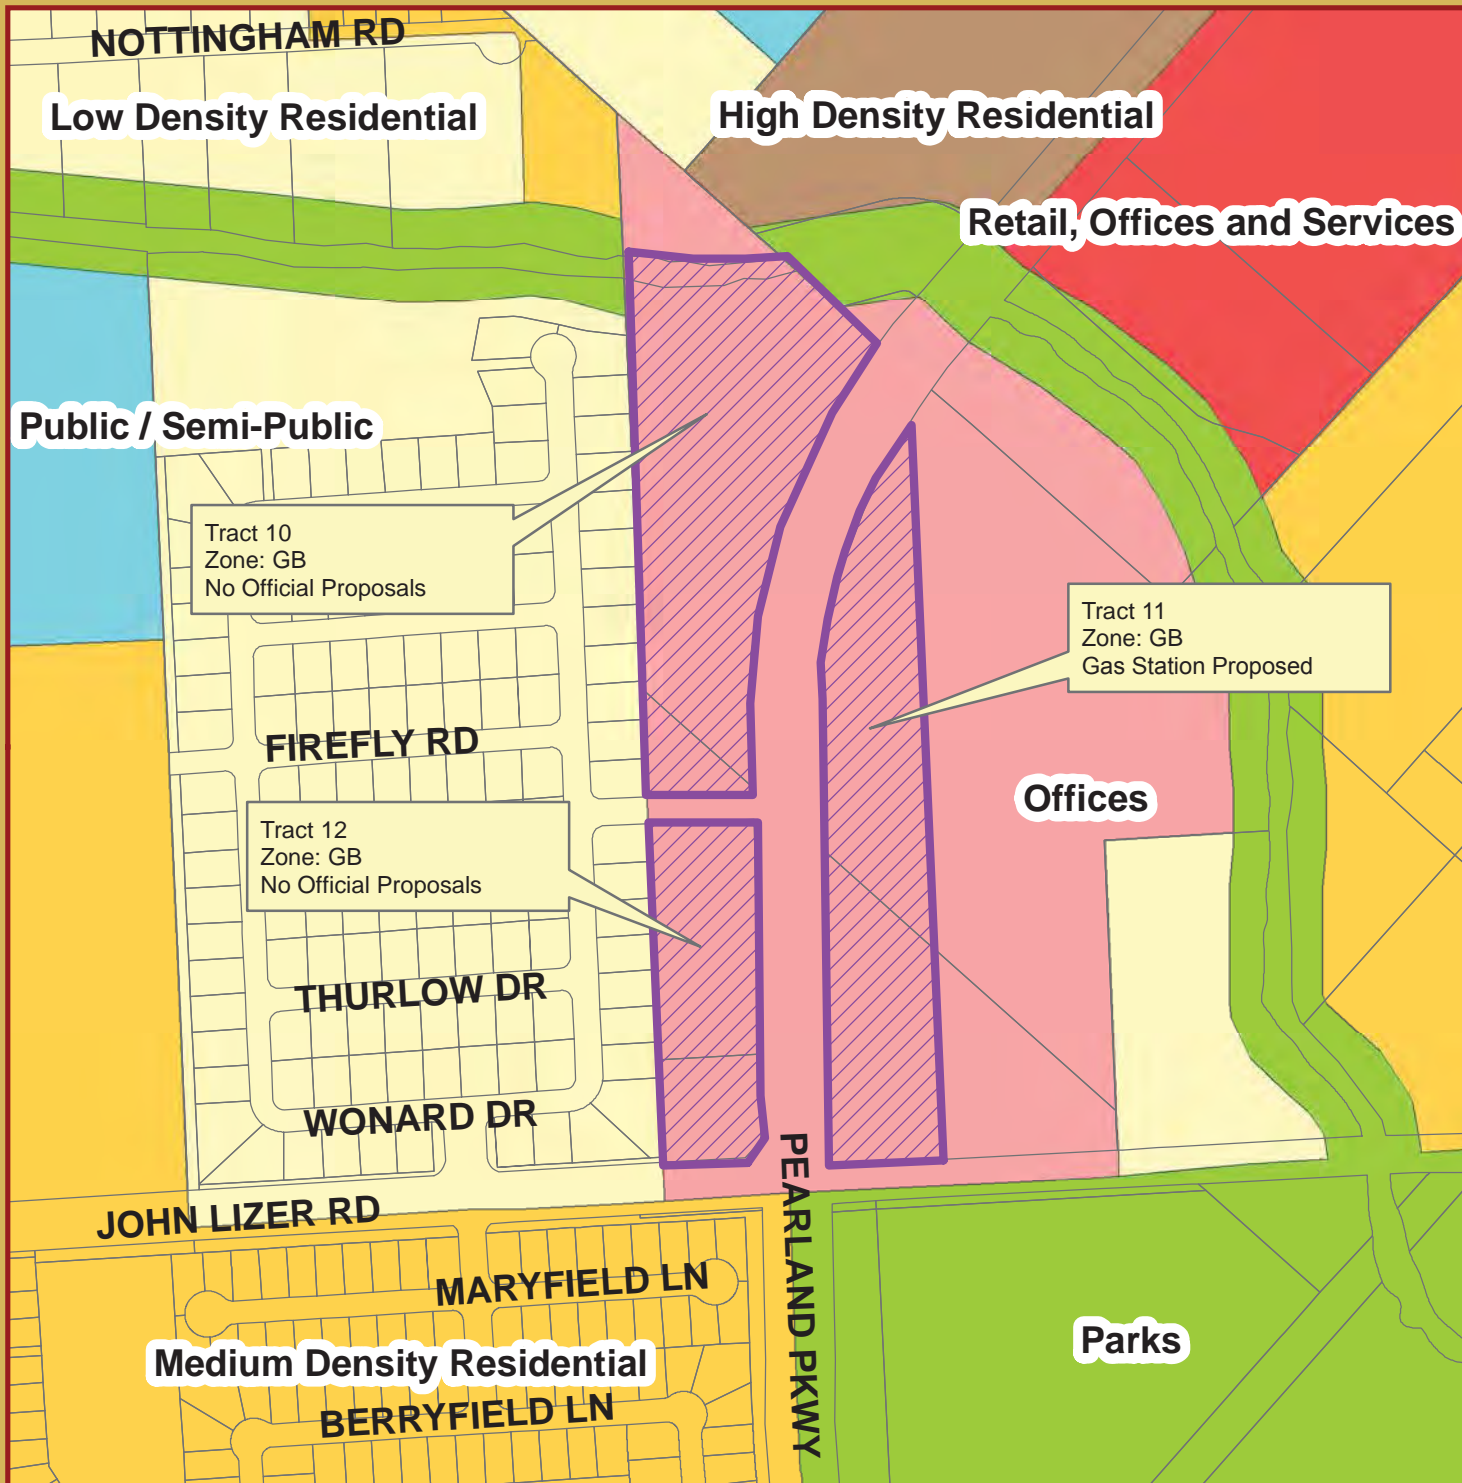 NOTTINGHAM RD
Low Density Residential
High Density Residential
Retail, Offices and Services
Public / Semi-Public
Tract 10
Zone: GB
No Official Proposals
Tract 11
Zone: GB
Gas Station Proposed
FIREFLY RD
Offices
Tract 12
Zone: GB
No Official Proposals
THURLOW DR
WONARD DR
JOHN LIZER RD
PEARLAND PKWY
MARYFIELD LN
Parks
Medium Density Residential
BERRYFIELD LN